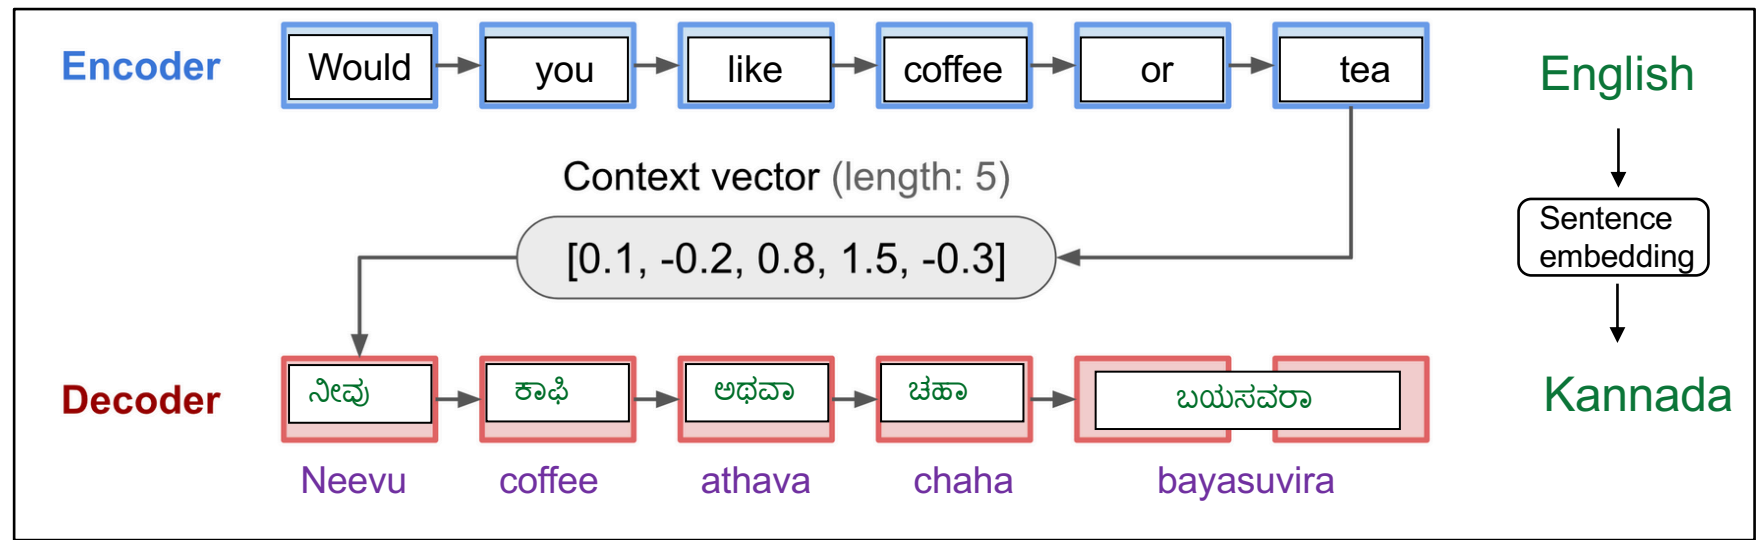 Encoder Would you like coffee or tea English
Context vector (length: 5)
[0.1, -0.2, 0.8, 1.5, -0.3]
Sentence
embedding
Decoder ನೀವು ಕಾಫಿ ಅಥವಾ ಚಹಾ ಬಯಸವರಾ Kannada
Neevu coffee athava chaha bayasuvira